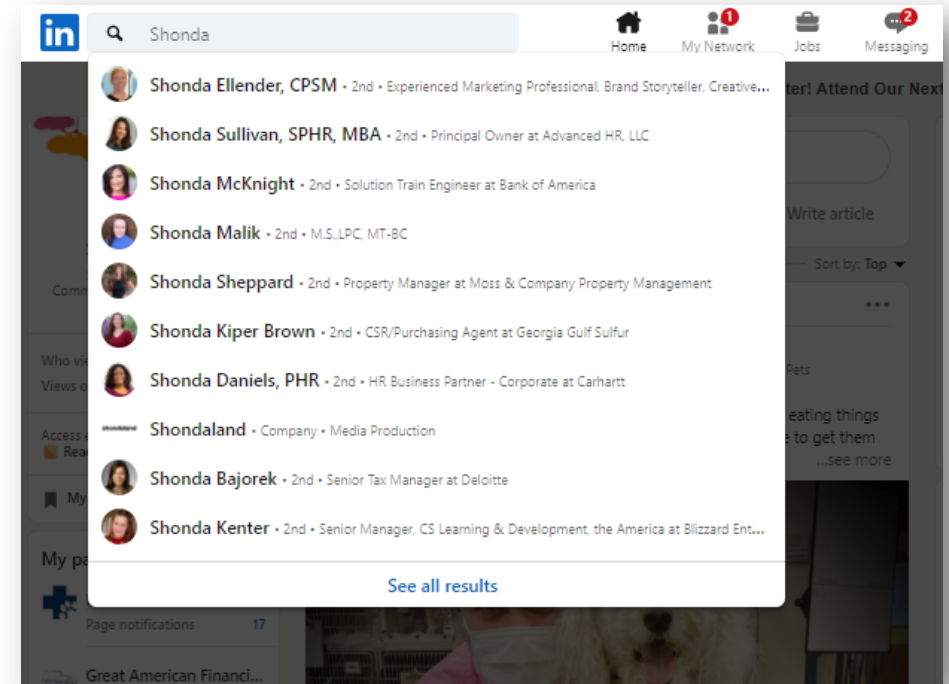 in Shonda
Home My Network 1 Jobs Messaging 2
Shonda Ellender, CPSM • 2nd • Experienced Marketing Professional, Brand Storyteller, Creative...
ter! Attend Our Next
Shonda Sullivan, SPHR, MBA • 2nd • Principal Owner at Advanced HR, LLC
Shonda McKnight • 2nd • Solution Train Engineer at Bank of America
Write article
Shonda Malik • 2nd • M.S.,LPC, MT-BC
Sort by: Top
Shonda Sheppard • 2nd • Property Manager at Moss & Company Property Management
Comm
Shonda Kiper Brown • 2nd • CSR/Purchasing Agent at Georgia Gulf Sulfur
Who vie
Pets
Shonda Daniels, PHR • 2nd • HR Business Partner - Corporate at Carhartt
Views o
eating things
Shondaland • Company • Media Production
Access e
e to get them
Rea
...see more
Shonda Bajorek • 2nd • Senior Tax Manager at Deloitte
My
Shonda Kenter • 2nd • Senior Manager, CS Learning & Development, the America at Blizzard Ent...
My pa
See all results
Page notifications 17
Great American Financi...